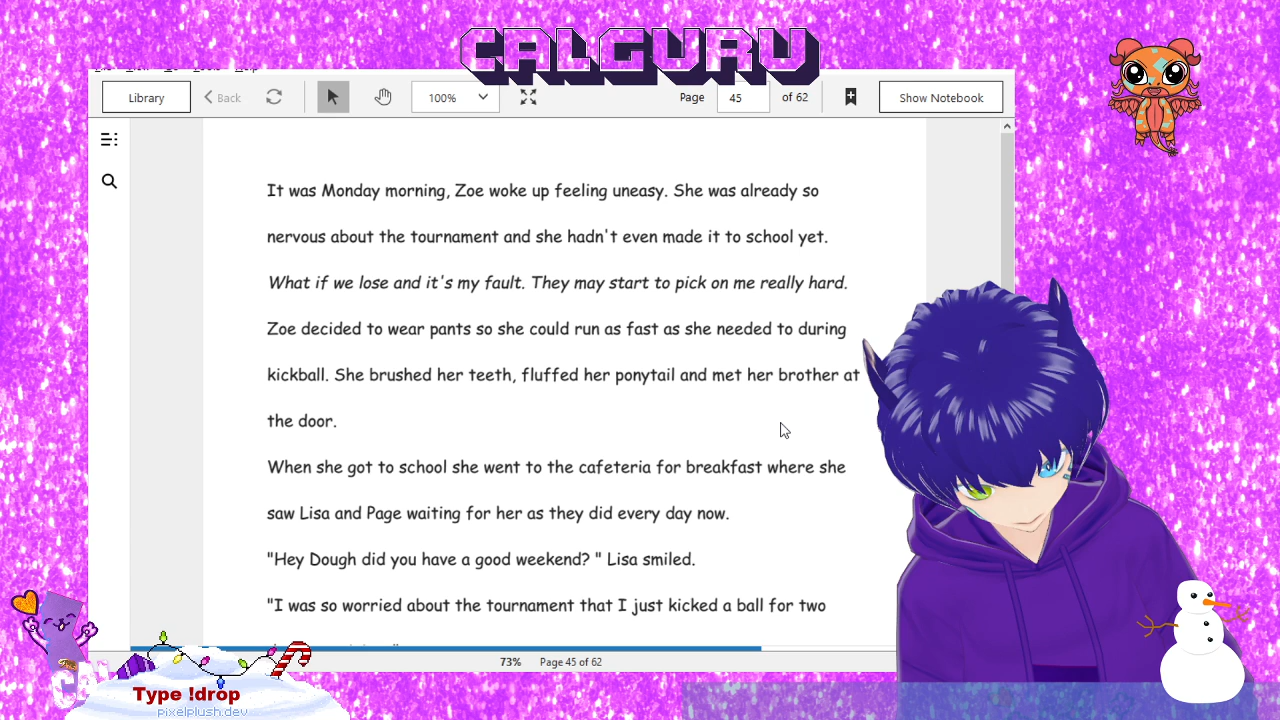 CALGURU
Library
Back
100%
Page 45 of 62
Show Notebook
It was Monday morning, Zoe woke up feeling uneasy. She was already so
nervous about the tournament and she hadn't even made it to school yet.
What if we lose and it's my fault. They may start to pick on me really hard.
Zoe decided to wear pants so she could run as fast as she needed to during
kickball. She brushed her teeth, fluffed her ponytail and met her brother at
the door.
When she got to school she went to the cafeteria for breakfast where she
saw Lisa and Page waiting for her as they did every day now.
"Hey Dough did you have a good weekend? " Lisa smiled.
"I was so worried about the tournament that I just kicked a ball for two
73% Page 45 of 62
Type !drop
pixelplush.dev